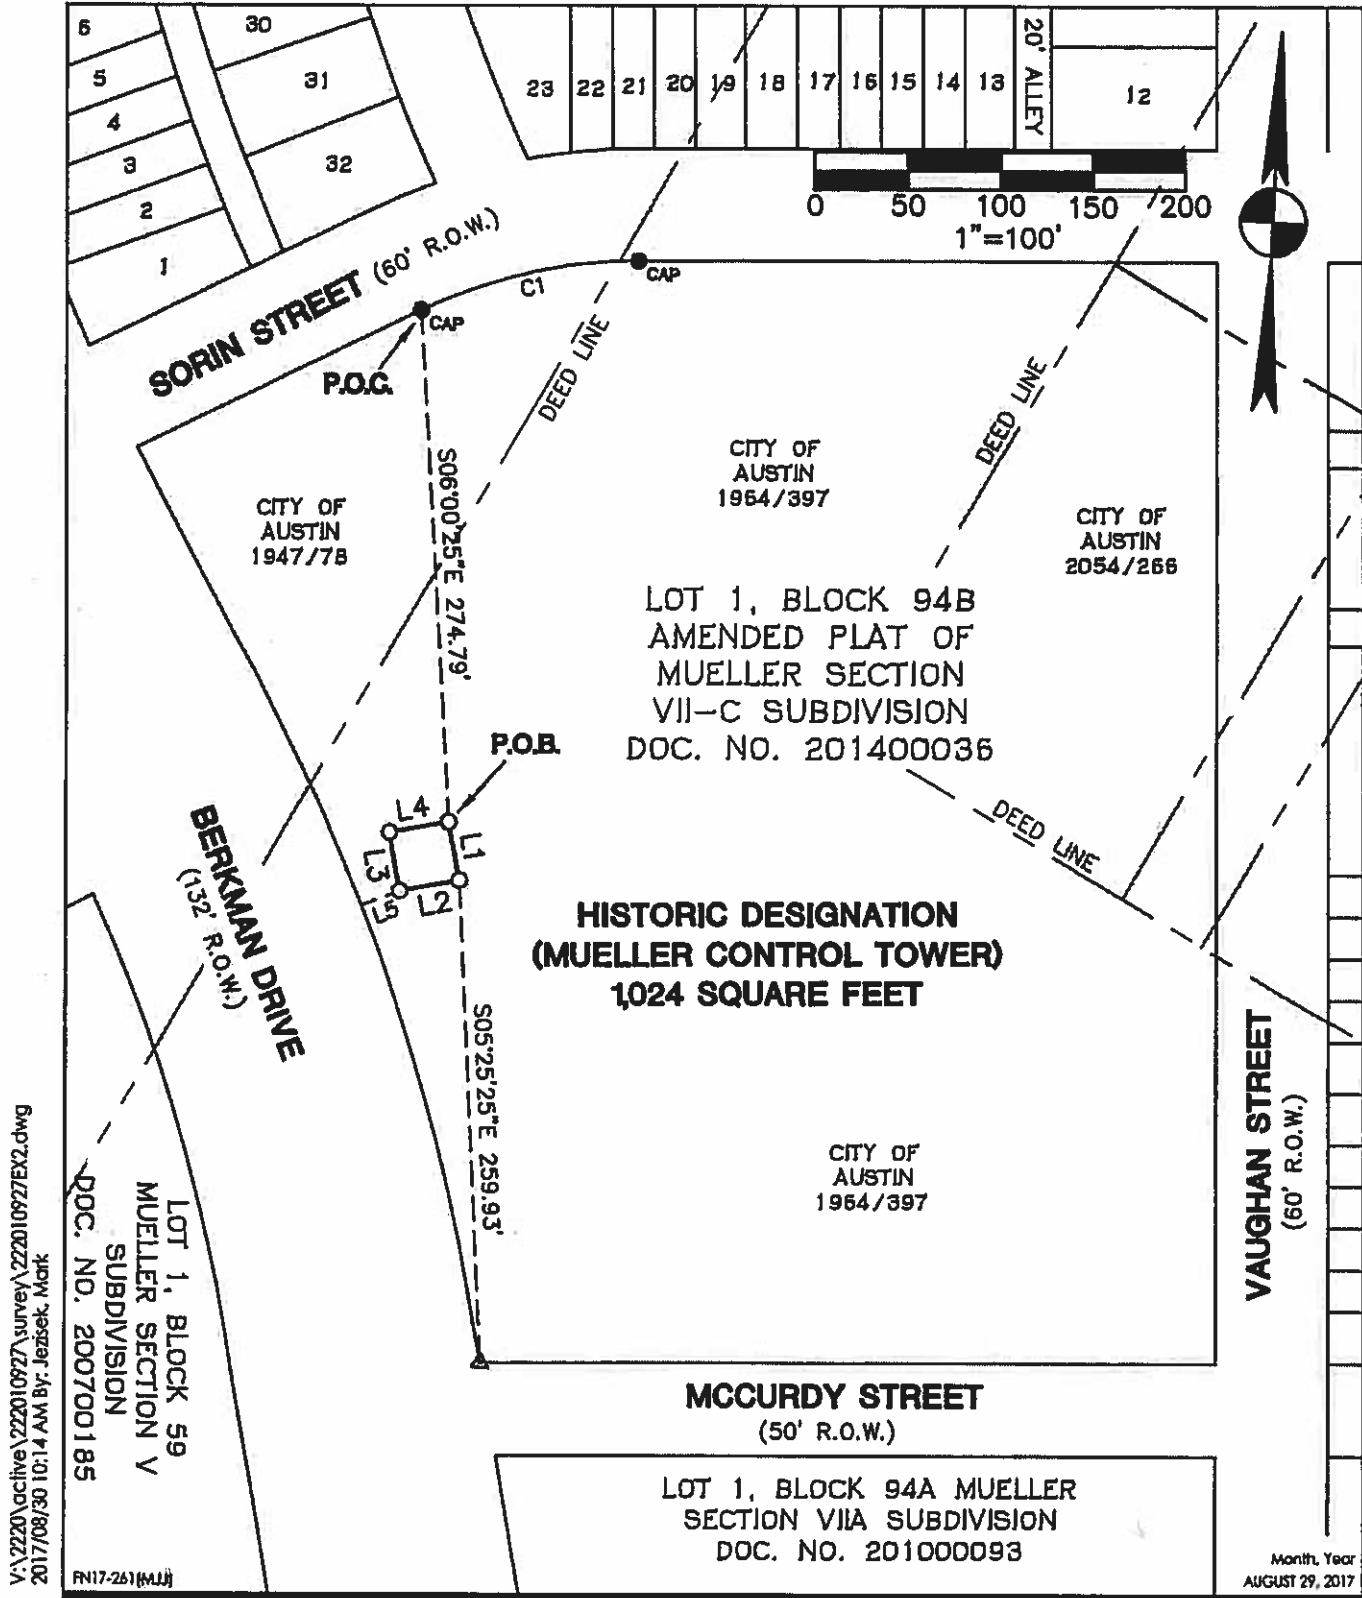 6
5
4
3
2
1
30
31
32
23
22
21
20
19
18
17
16
15
14
13
20' ALLEY
12
0 50 100 150 200
1"=100'
SORIN STREET (60' R.O.W.)
C1
CAP
CAP
P.O.C.
DEED LINE
DEED LINE
S06°00'25"E 274.79'
CITY OF
AUSTIN
1947/78
CITY OF
AUSTIN
1964/397
CITY OF
AUSTIN
2054/266
LOT 1, BLOCK 94B
AMENDED PLAT OF
MUELLER SECTION
VII-C SUBDIVISION
DOC. NO. 201400036
P.O.B.
L4
L1
L3
L2
L5
DEED LINE
BERKMAN DRIVE
(132' R.O.W.)
HISTORIC DESIGNATION
(MUELLER CONTROL TOWER)
1,024 SQUARE FEET
S05°25'25"E 259.93'
CITY OF
AUSTIN
1964/397
VAUGHAN STREET
(60' R.O.W.)
LOT 1, BLOCK 59
MUELLER SECTION V
SUBDIVISION
DOC. NO. 200700185
MCCURDY STREET
(50' R.O.W.)
LOT 1, BLOCK 94A MUELLER
SECTION VIIA SUBDIVISION
DOC. NO. 201000093
V:\2220\active\222010927\survey\222010927EX2.dwg
2017/08/30 10:14 AM By: Jezisek, Mark
FN17-261(MJJ)
Month, Year
AUGUST 29, 2017